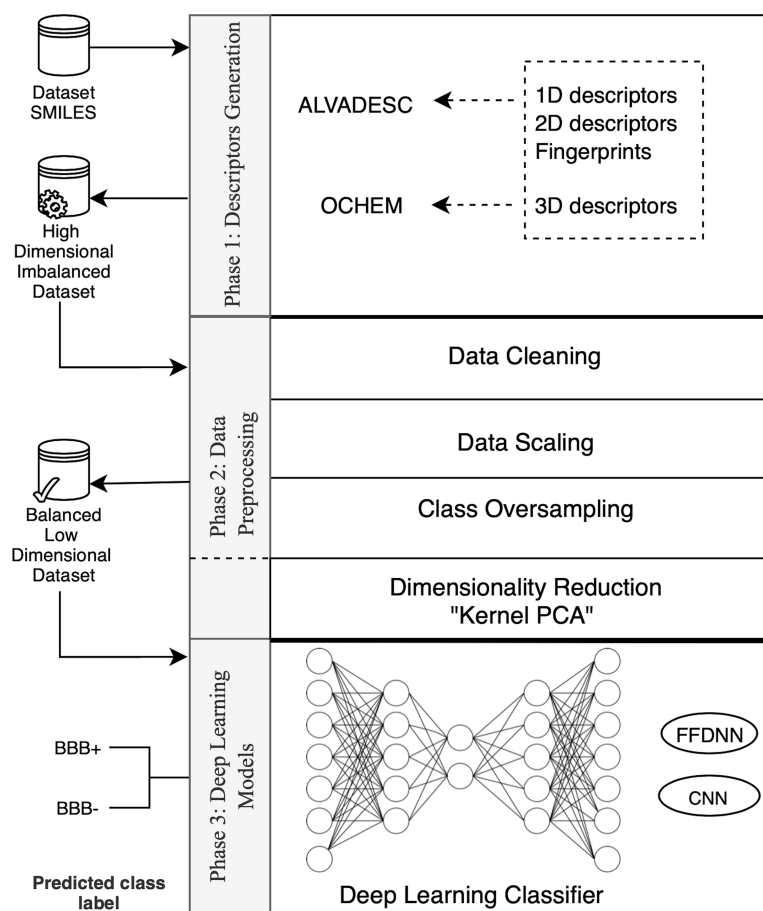 Dataset
SMILES
High
Dimensional
Imbalanced
Dataset
Phase 1: Descriptors Generation
ALVADESC
1D descriptors
2D descriptors
Fingerprints
OCHEM
3D descriptors
Balanced
Low
Dimensional
Dataset
Phase 2: Data
Preprocessing
Data Cleaning
Data Scaling
Class Oversampling
Dimensionality Reduction
"Kernel PCA"
BBB+
BBB-
Predicted class
label
Phase 3: Deep Learning
Models
FFDNN
CNN
Deep Learning Classifier